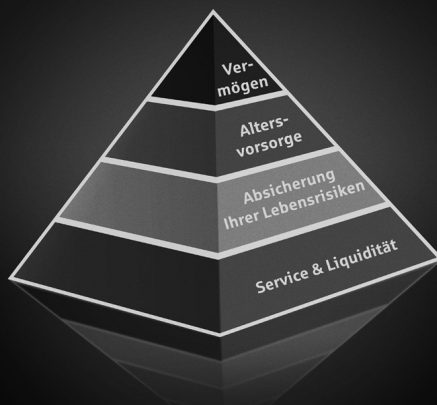 Ver-
mögen
Alters-
vorsorge
Absicherung
Ihrer Lebensrisiken
Service & Liquidität